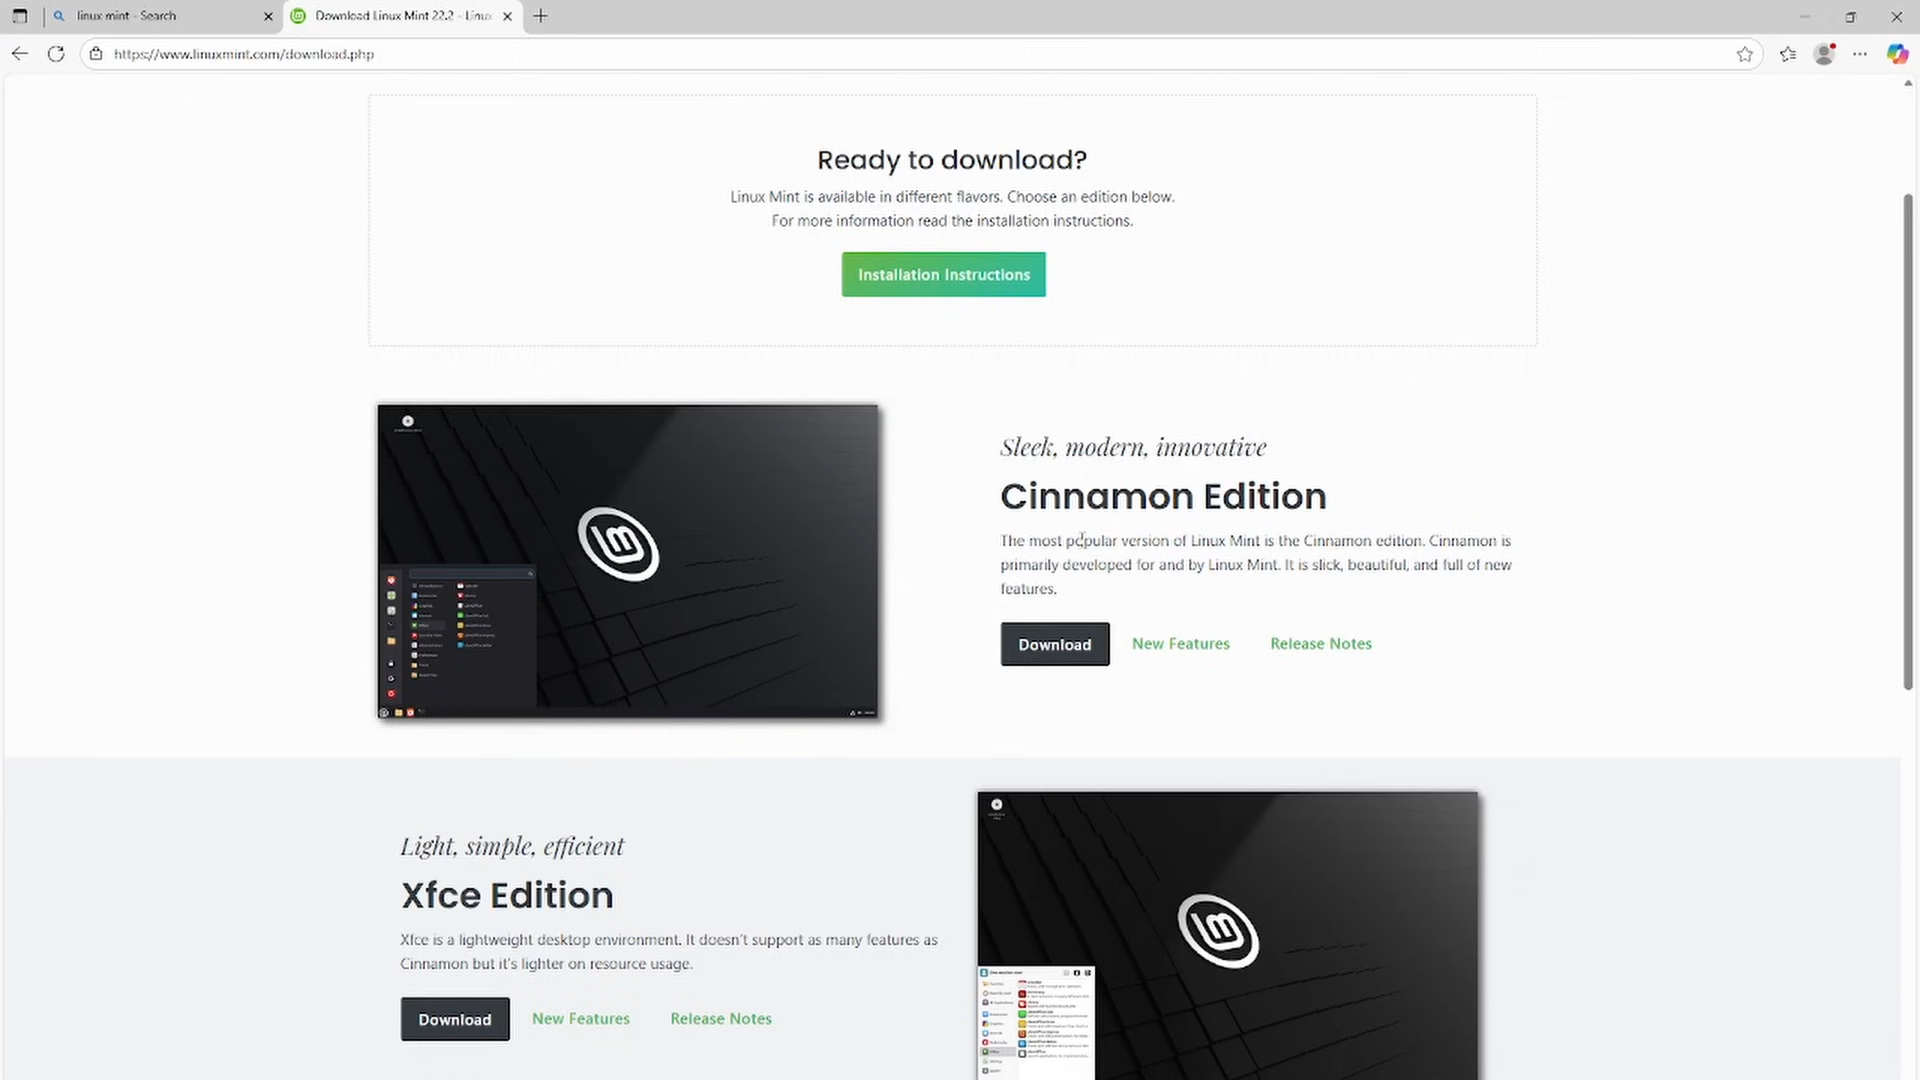 linux mint - Search
Download Linux Mint 22.2 - Linux
https://www.linuxmint.com/download.php
Ready to download?
Linux Mint is available in different flavors. Choose an edition below.
For more information read the installation instructions.
Installation Instructions
Sleek, modern, innovative
Cinnamon Edition
The most popular version of Linux Mint is the Cinnamon edition. Cinnamon is
primarily developed for and by Linux Mint. It is slick, beautiful, and full of new
features.
Download New Features Release Notes
Light, simple, efficient
Xfce Edition
Xfce is a lightweight desktop environment. It doesn't support as many features as
Cinnamon but it's lighter on resource usage.
Download New Features Release Notes